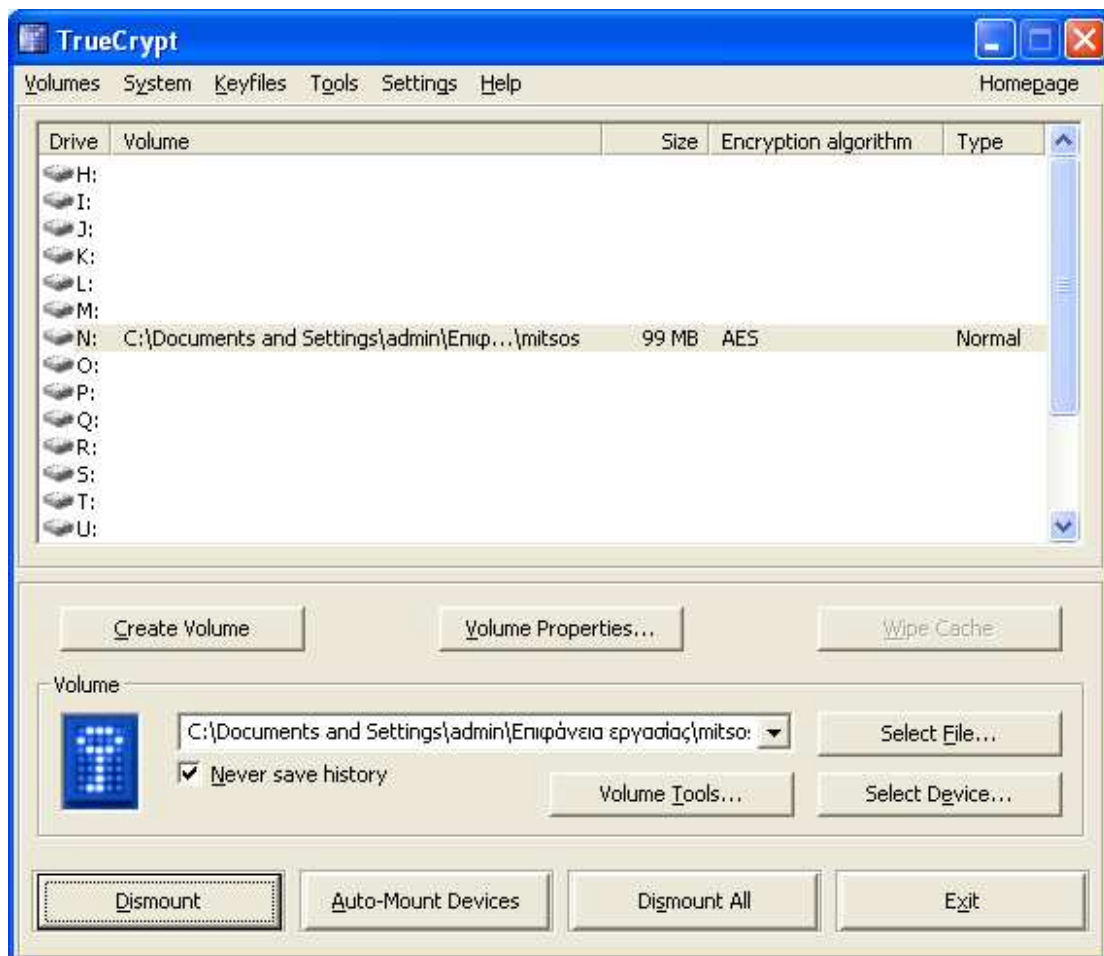 TrueCrypt
Volumes System Keyfiles Tools Settings Help Homepage
Drive Volume Size Encryption algorithm Type
H:
I:
J:
K:
L:
M:
N: C:\Documents and Settings\admin\Επιφ...\mitsos 99 MB AES Normal
O:
P:
Q:
R:
S:
T:
U:
Create Volume Volume Properties... Wipe Cache
Volume
C:\Documents and Settings\admin\Επιφάνεια εργασίας\mitsos Select File...
Never save history
Volume Tools... Select Device...
Dismount Auto-Mount Devices Dismount All Exit